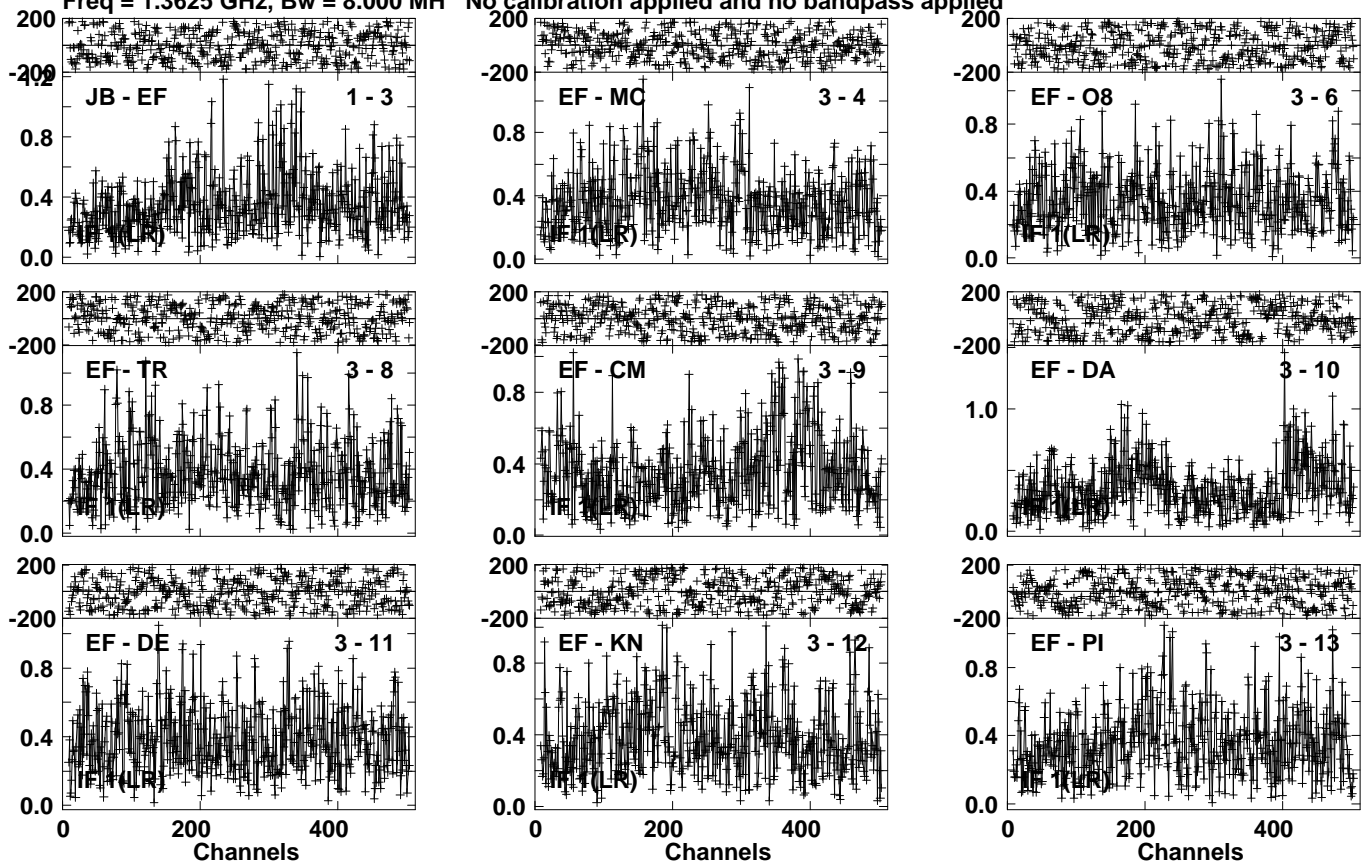 Freq = 1.3625 GHz, Bw = 8.000 MH No calibration applied and no bandpass applied
200 200 200
-200 -200 -200
1.2
JB - EF 1 - 3 EF - MC 3 - 4 EF - O8 3 - 6
0.8 0.8 0.8
0.4 0.4 0.4
IF 1(LR) IF 1(LR) IF 1(LR)
0.0 0.0 0.0
200 200 200
-200 -200 -200
EF - TR 3 - 8 EF - CM 3 - 9 EF - DA 3 - 10
0.8 0.8 1.0
0.4 0.4
IF 1(LR) IF 1(LR) IF 1(LR)
0.0 0.0 0.0
200 200 200
-200 -200 -200
EF - DE 3 - 11 EF - KN 3 - 12 EF - PI 3 - 13
0.8 0.8 0.8
0.4 0.4 0.4
IF 1(LR) IF 1(LR) IF 1(LR)
0.0 0.0 0.0
0 200 400 0 200 400 0 200 400
Channels Channels Channels